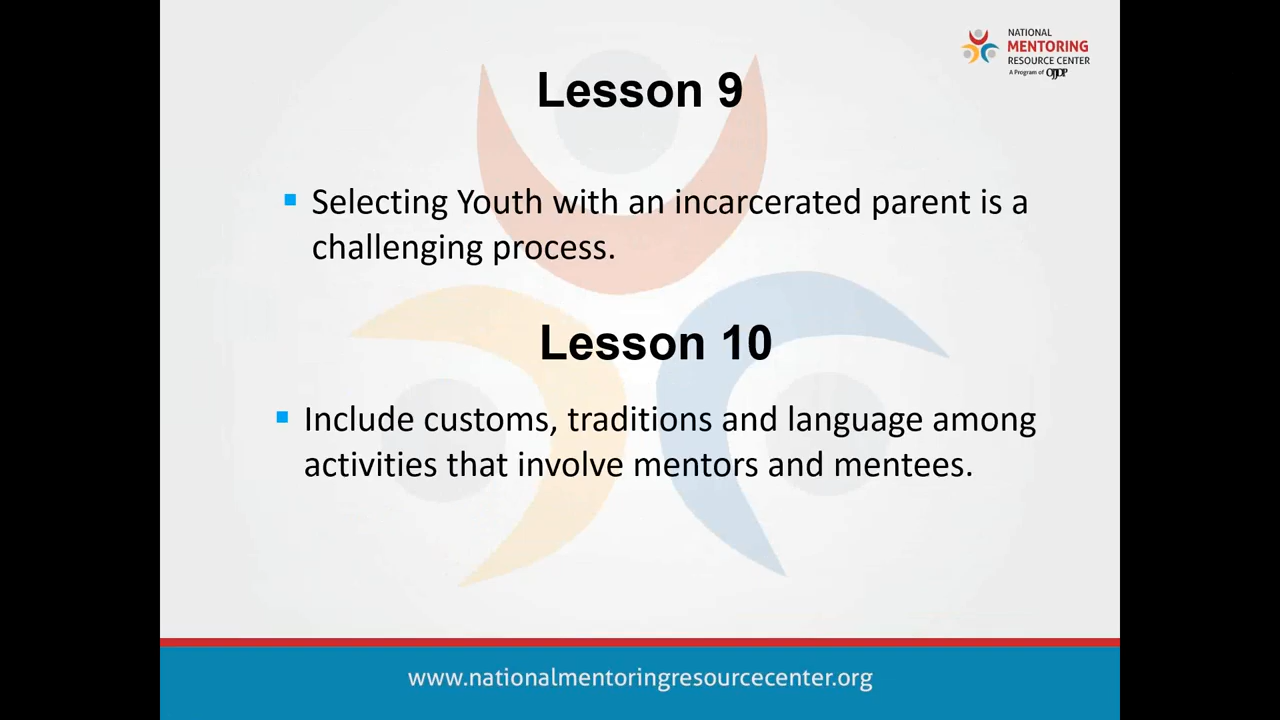 NATIONAL
MENTORING
RESOURCE CENTER
A Program of OJJDP
Lesson 9
Selecting Youth with an incarcerated parent is a
challenging process.
Lesson 10
Include customs, traditions and language among
activities that involve mentors and mentees.
www.nationalmentoringresourcecenter.org